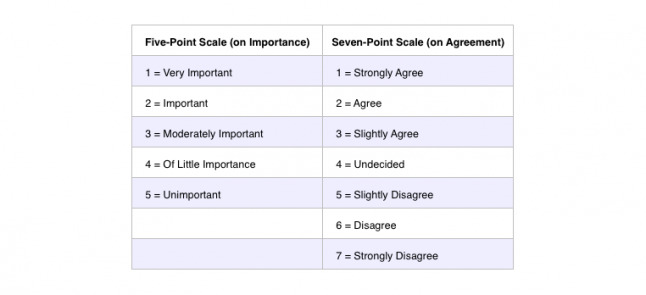 Five-Point Scale (on Importance) Seven-Point Scale (on Agreement)
1 = Very Important 1 = Strongly Agree
2 = Important 2 = Agree
3 = Moderately Important 3 = Slightly Agree
4 = Of Little Importance 4 = Undecided
5 = Unimportant 5 = Slightly Disagree
6 = Disagree
7 = Strongly Disagree